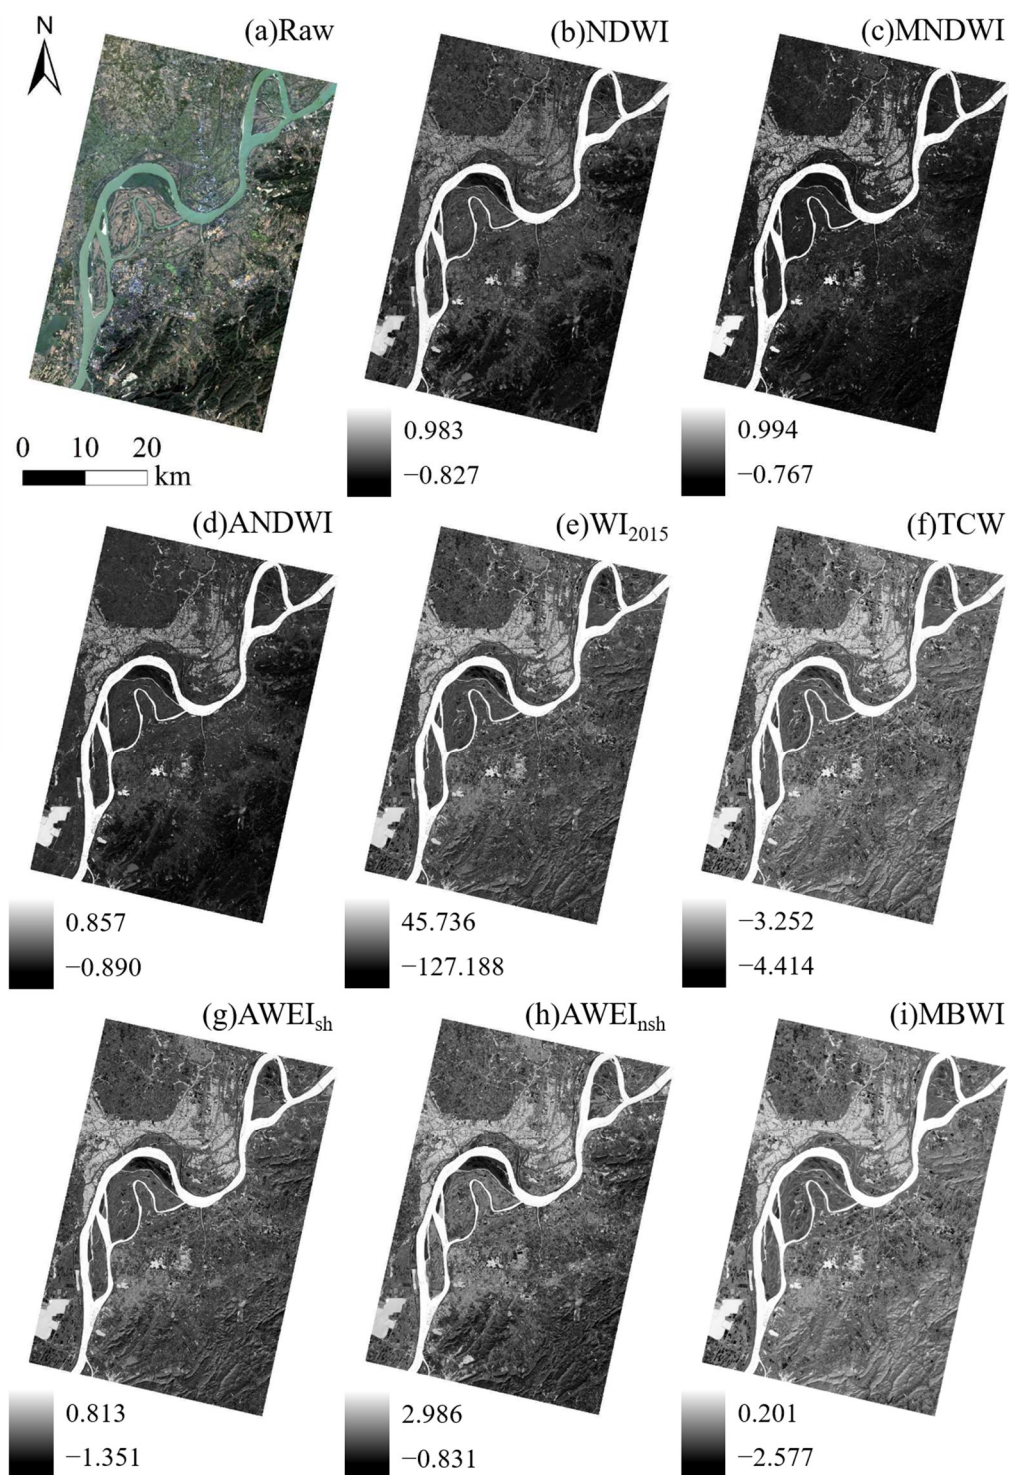 N
(a)Raw
(b)NDWI
(c)MNDWI
0 10 20
km
0.983
−0.827
0.994
−0.767
(d)ANDWI
(e)WI2015
(f)TCW
0.857
−0.890
45.736
−127.188
−3.252
−4.414
(g)AWEIsh
(h)AWEInsh
(i)MBWI
0.813
−1.351
2.986
−0.831
0.201
−2.577